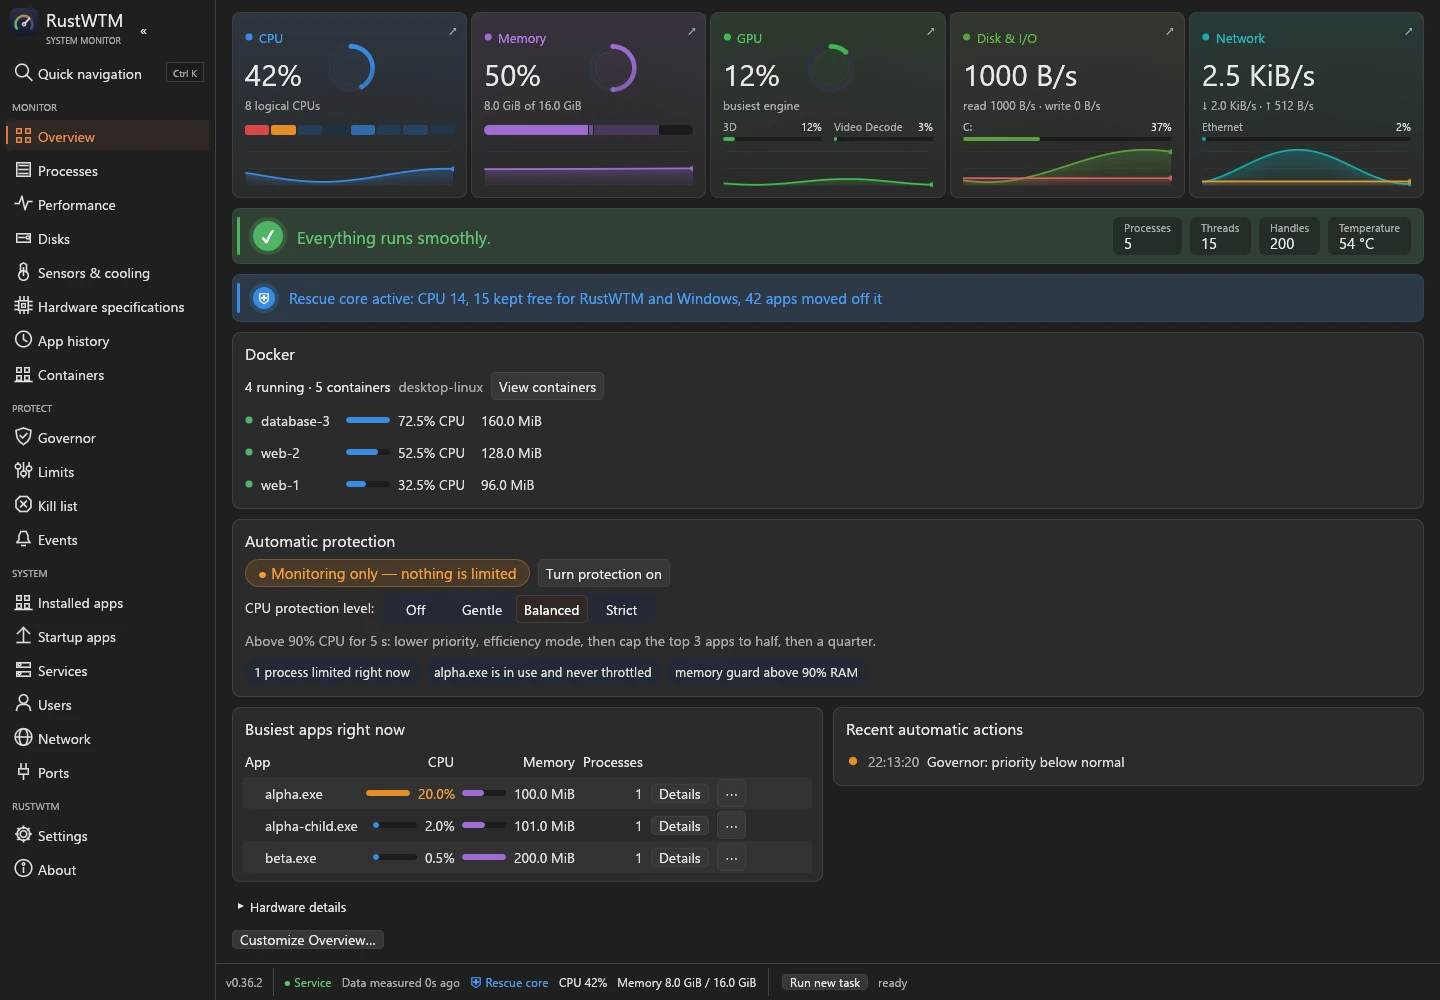 RustWTM
SYSTEM MONITOR
«
Quick navigation
Ctrl K
MONITOR
Overview
Processes
Performance
Disks
Sensors & cooling
Hardware specifications
App history
Containers
PROTECT
Governor
Limits
Kill list
Events
SYSTEM
Installed apps
Startup apps
Services
Users
Network
Ports
RUSTWTM
Settings
About
CPU
42%
8 logical CPUs
Memory
50%
8.0 GiB of 16.0 GiB
GPU
12%
busiest engine
3D 12% Video Decode 3%
Disk & I/O
1000 B/s
read 1000 B/s · write 0 B/s
C: 37%
Network
2.5 KiB/s
↓ 2.0 KiB/s · ↑ 512 B/s
Ethernet 2%
Everything runs smoothly.
Processes
5
Threads
15
Handles
200
Temperature
54 °C
Rescue core active: CPU 14, 15 kept free for RustWTM and Windows, 42 apps moved off it
Docker
4 running · 5 containers desktop-linux View containers
database-3 72.5% CPU 160.0 MiB
web-2 52.5% CPU 128.0 MiB
web-1 32.5% CPU 96.0 MiB
Automatic protection
● Monitoring only — nothing is limited Turn protection on
CPU protection level: Off Gentle Balanced Strict
Above 90% CPU for 5 s: lower priority, efficiency mode, then cap the top 3 apps to half, then a quarter.
1 process limited right now alpha.exe is in use and never throttled memory guard above 90% RAM
Busiest apps right now
App CPU Memory Processes
alpha.exe 20.0% 100.0 MiB 1 Details ···
alpha-child.exe 2.0% 101.0 MiB 1 Details ···
beta.exe 0.5% 200.0 MiB 1 Details ···
Recent automatic actions
22:13:20 Governor: priority below normal
Hardware details
Customize Overview...
v0.36.2 ● Service Data measured 0s ago Rescue core CPU 42% Memory 8.0 GiB / 16.0 GiB Run new task ready